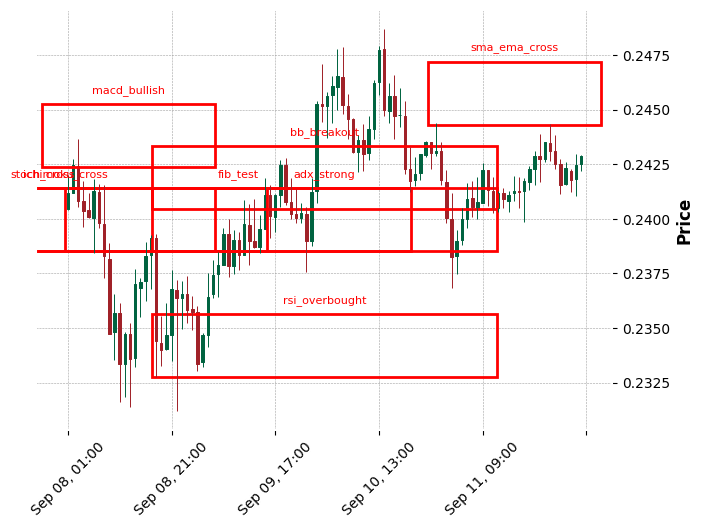 sma_ema_cross
macd_bullish
bb_breakout
fib_test
adx_strong
rsi_overbought
0.2475
0.2450
0.2425
0.2400
0.2375
0.2350
0.2325
Price
Sep 08, 01:00
Sep 08, 21:00
Sep 09, 17:00
Sep 10, 13:00
Sep 11, 09:00